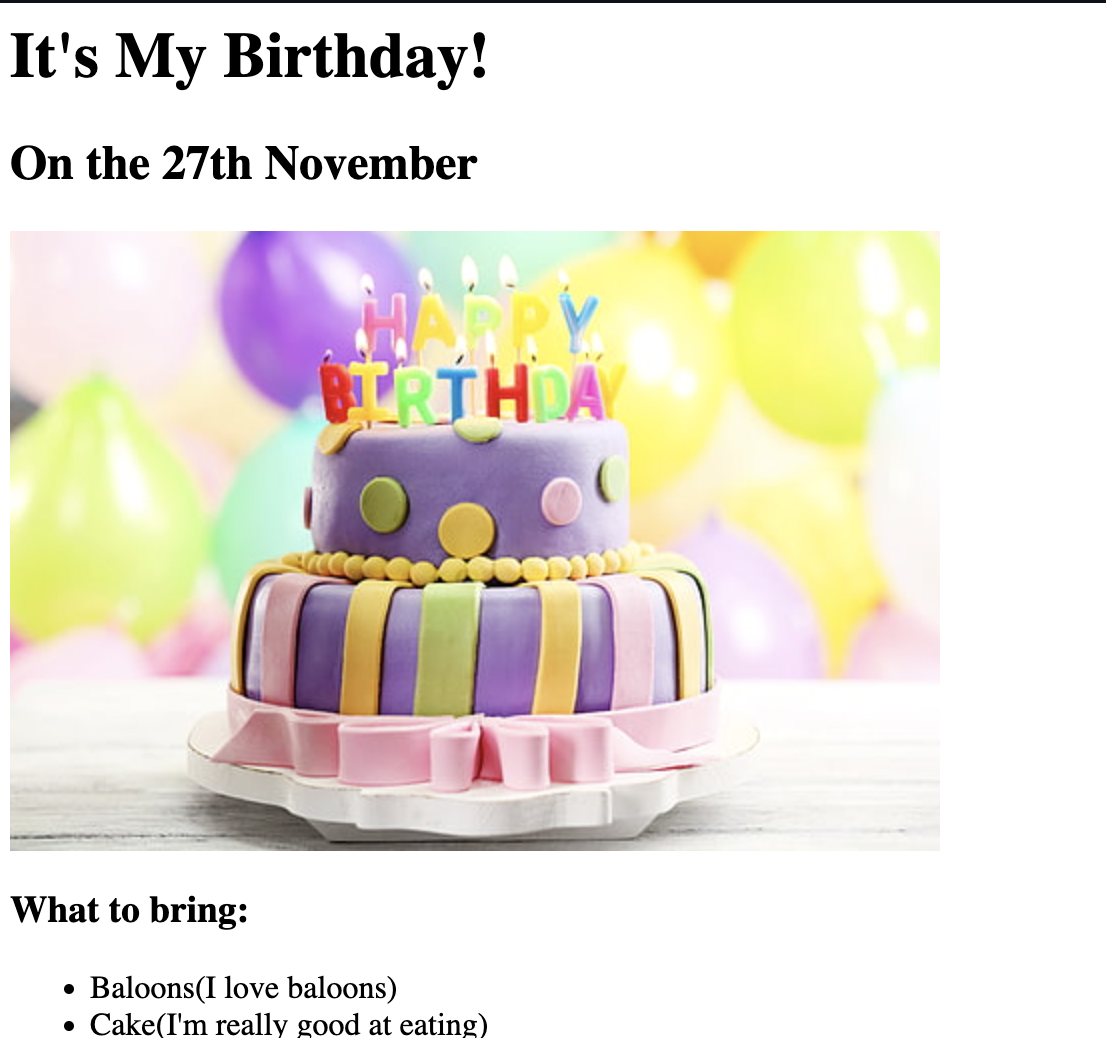 It's My Birthday!
On the 27th November
HAPPY
BIRTHDAY
What to bring:
Baloons(I love baloons)
Cake(I'm really good at eating)